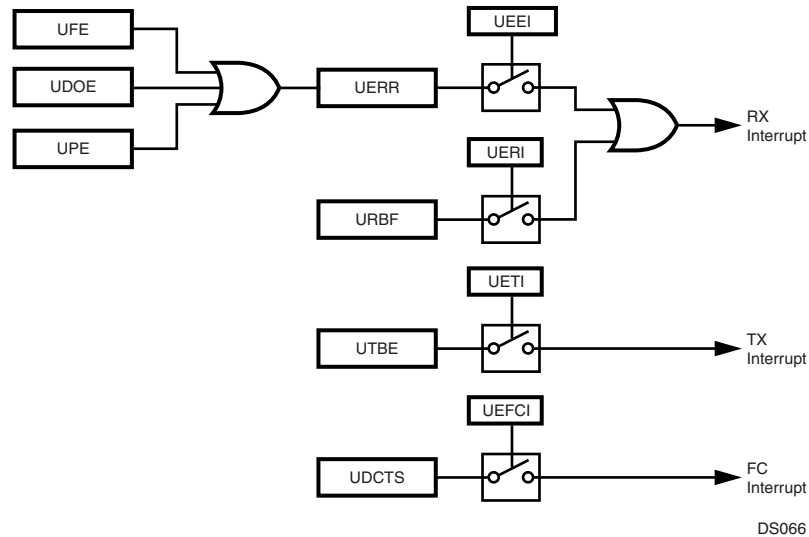 UFE
UEEI
UDOE
UERR
UPE
RX
Interrupt
UERI
URBF
UETI
UTBE
TX
Interrupt
UEFCI
UDCTS
FC
Interrupt
DS066